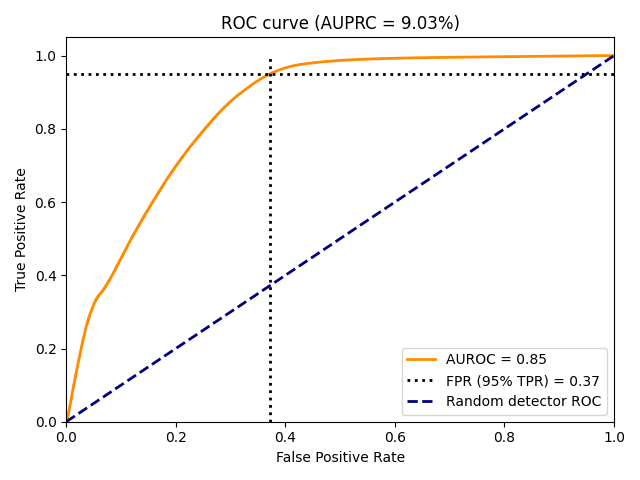 ROC curve (AUPRC = 9.03%)
True Positive Rate
1.0
0.8
0.6
0.4
0.2
0.0
AUROC = 0.85
FPR (95% TPR) = 0.37
Random detector ROC
0.0 0.2 0.4 0.6 0.8 1.0
False Positive Rate